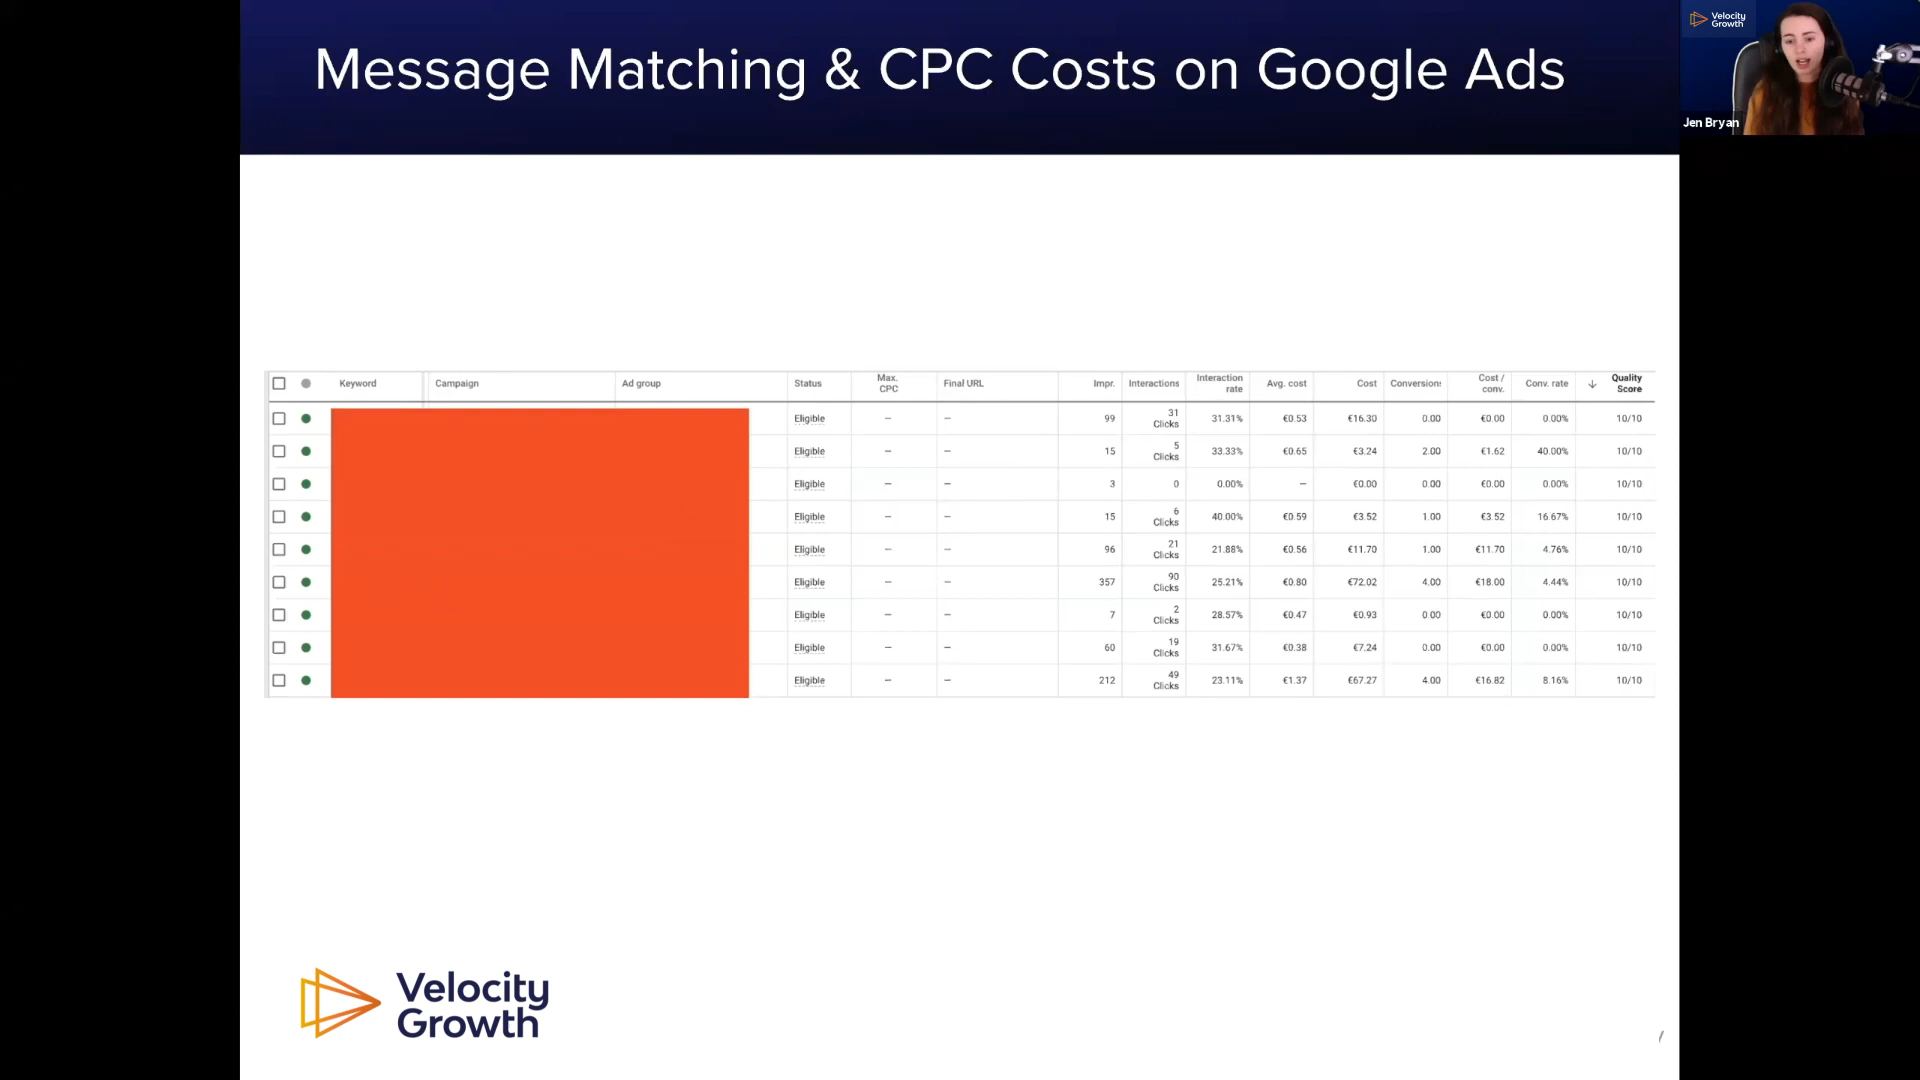 Message Matching & CPC Costs on Google Ads
Velocity
Growth
Jen Bryan
Keyword Campaign Ad group Status Max. CPC Final URL Impr. Interactions Interaction rate Avg. cost Cost Conversions Cost / conv. Conv. rate ↓ Quality Score
Eligible – – 99 31 Clicks 31.31% €0.53 €16.30 0.00 €0.00 0.00% 10/10
Eligible – – 15 5 Clicks 33.33% €0.65 €3.24 2.00 €1.62 40.00% 10/10
Eligible – – 3 0 0.00% – €0.00 0.00 €0.00 0.00% 10/10
Eligible – – 15 6 Clicks 40.00% €0.59 €3.52 1.00 €3.52 16.67% 10/10
Eligible – – 96 21 Clicks 21.88% €0.56 €11.70 1.00 €11.70 4.76% 10/10
Eligible – – 357 90 Clicks 25.21% €0.80 €72.02 4.00 €18.00 4.44% 10/10
Eligible – – 7 2 Clicks 28.57% €0.47 €0.93 0.00 €0.00 0.00% 10/10
Eligible – – 60 19 Clicks 31.67% €0.38 €7.24 0.00 €0.00 0.00% 10/10
Eligible – – 212 49 Clicks 23.11% €1.37 €67.27 4.00 €16.82 8.16% 10/10
Velocity
Growth